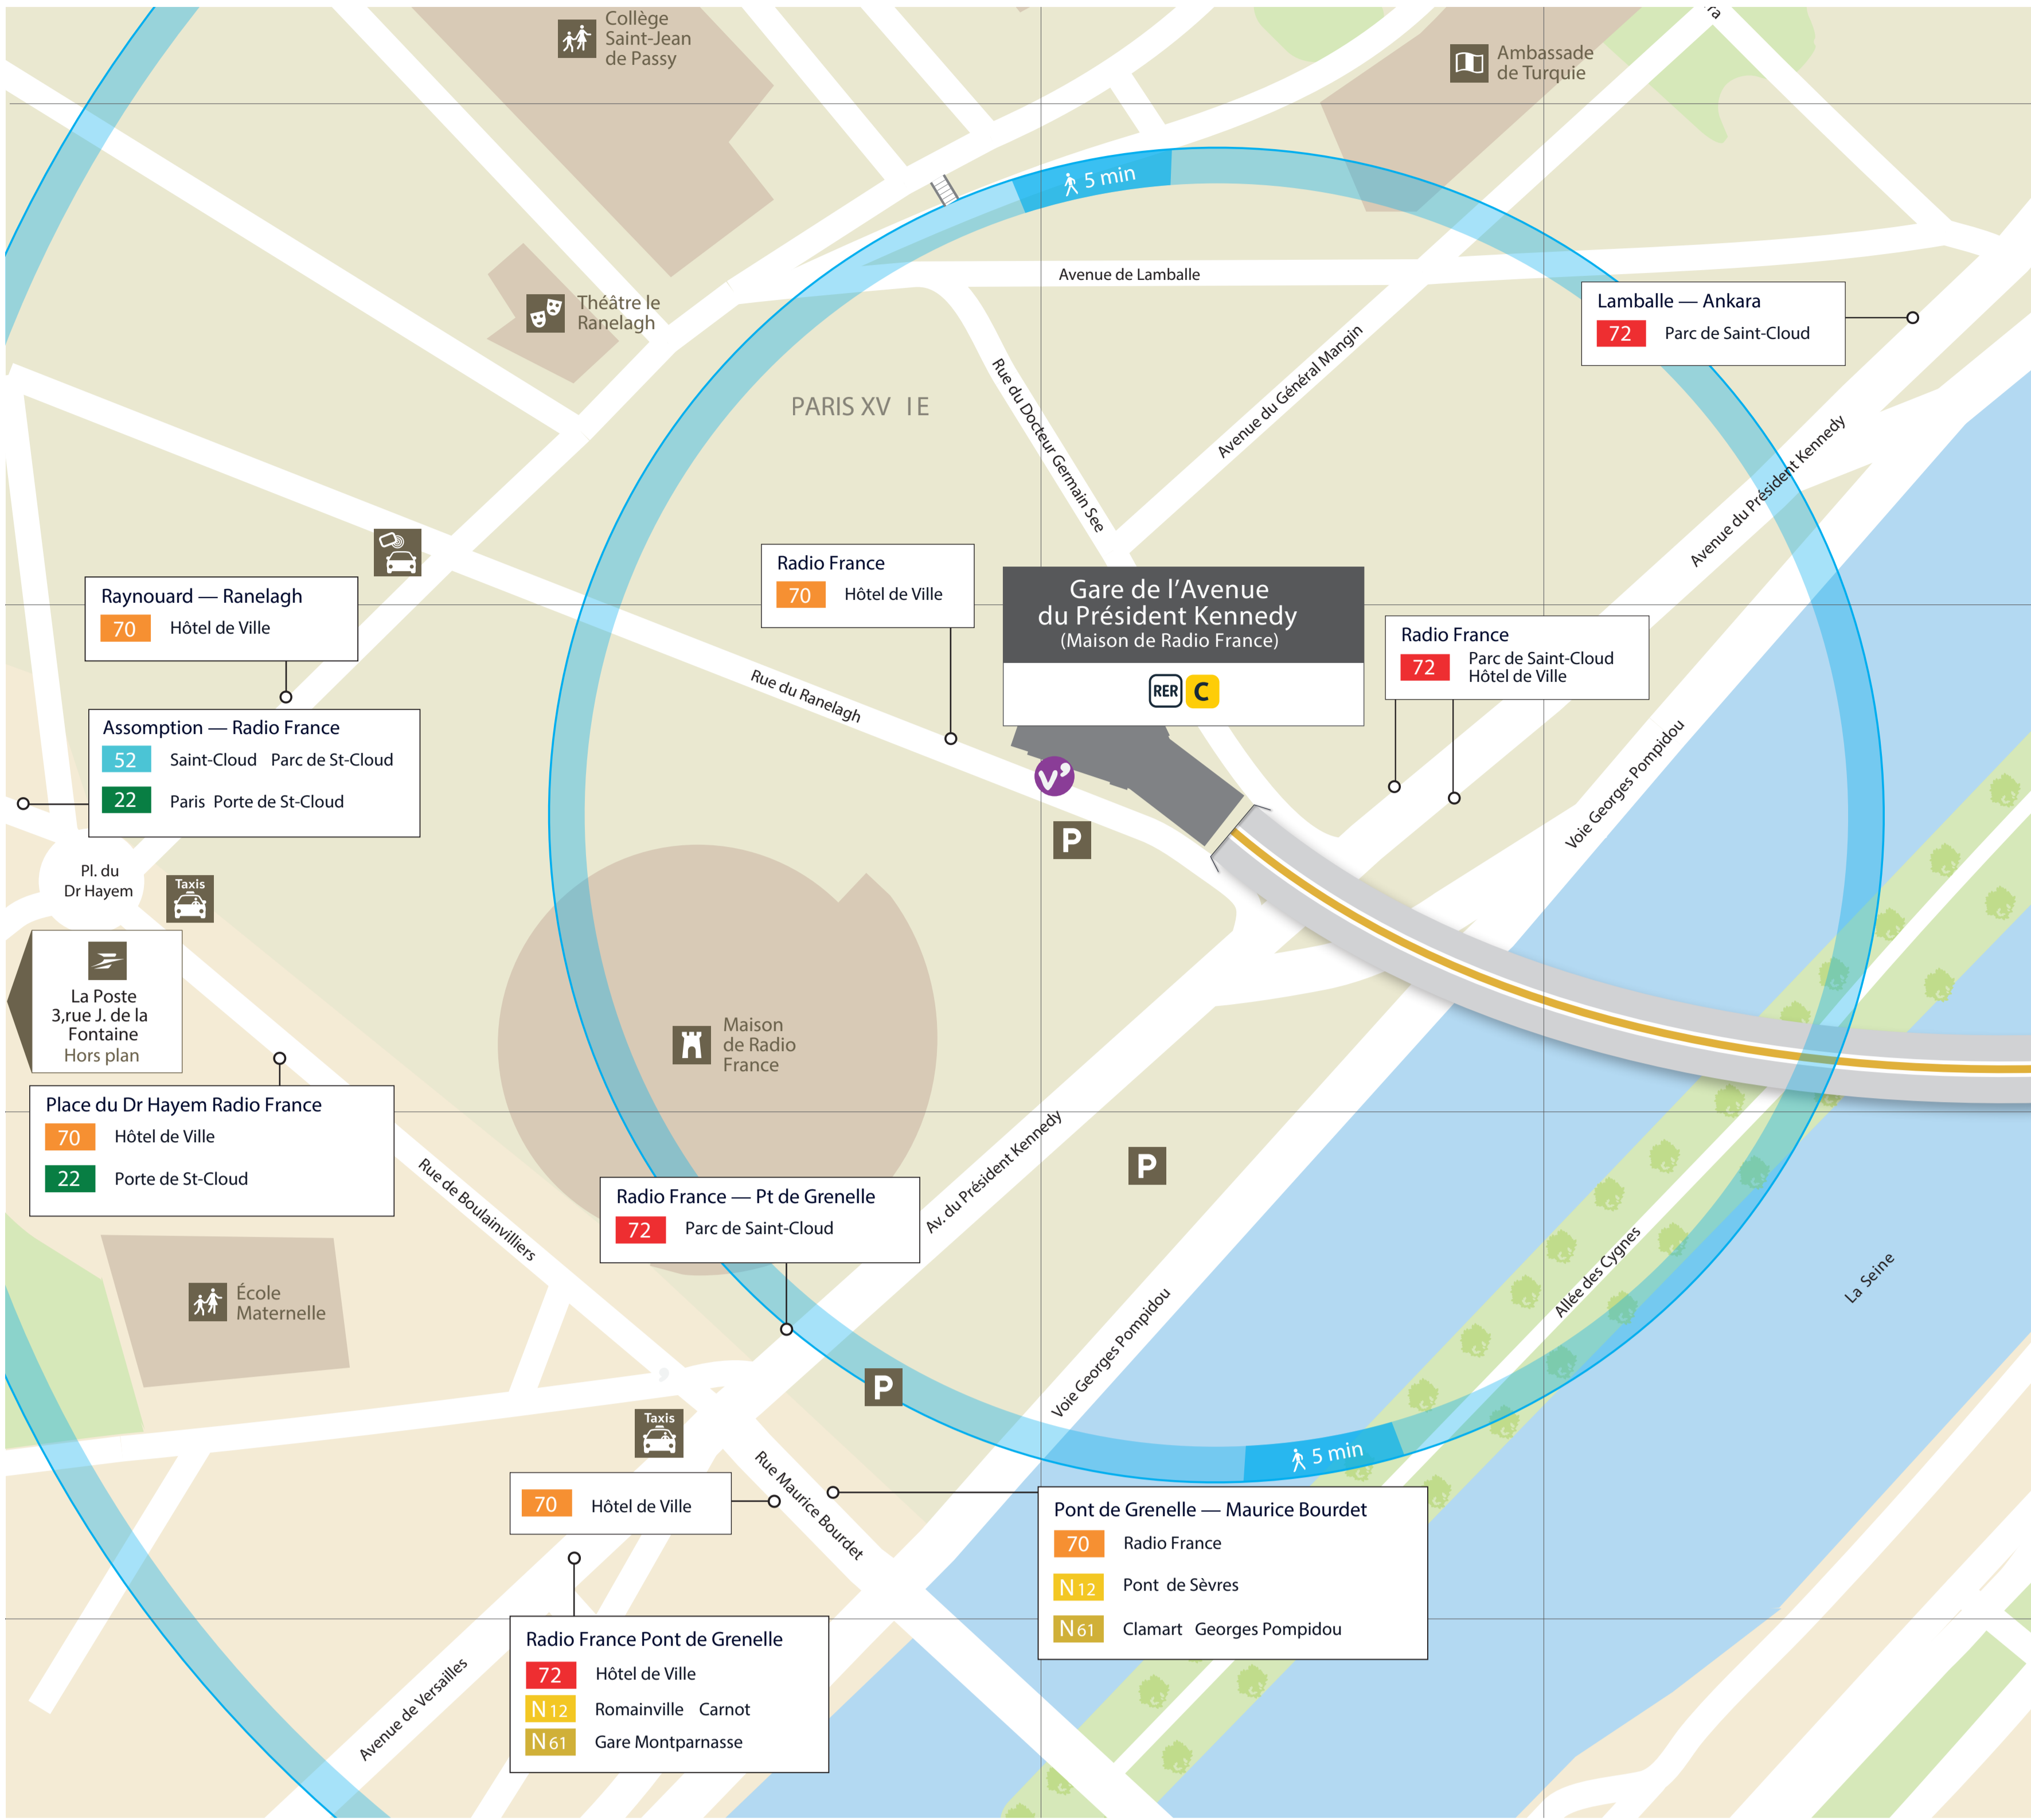 Collège
Saint-Jean
de Passy
Ambassade
de Turquie
5 min
Avenue de Lamballe
Lamballe — Ankara
72 Parc de Saint-Cloud
Théâtre le
Ranelagh
PARIS XV IE
Rue du Docteur Germain See
Avenue du Général Mangin
Avenue du Président Kennedy
Radio France
70 Hôtel de Ville
Gare de l'Avenue
du Président Kennedy
(Maison de Radio France)
RER C
Radio France
72 Parc de Saint-Cloud
Hôtel de Ville
Raynouard — Ranelagh
70 Hôtel de Ville
Rue du Ranelagh
Assomption — Radio France
52 Saint-Cloud Parc de St-Cloud
22 Paris Porte de St-Cloud
V'
P
Voie Georges Pompidou
Pl. du
Dr Hayem
Taxis
La Poste
3,rue J. de la
Fontaine
Hors plan
Maison
de Radio
France
Place du Dr Hayem Radio France
70 Hôtel de Ville
22 Porte de St-Cloud
Rue de Boulainvilliers
Av. du Président Kennedy
P
Radio France — Pt de Grenelle
72 Parc de Saint-Cloud
Allée des Cygnes
La Seine
École
Maternelle
Voie Georges Pompidou
P
Taxis
5 min
70 Hôtel de Ville
Rue Maurice Bourdet
Pont de Grenelle — Maurice Bourdet
70 Radio France
N12 Pont de Sèvres
N61 Clamart Georges Pompidou
Radio France Pont de Grenelle
72 Hôtel de Ville
N12 Romainville Carnot
N61 Gare Montparnasse
Avenue de Versailles